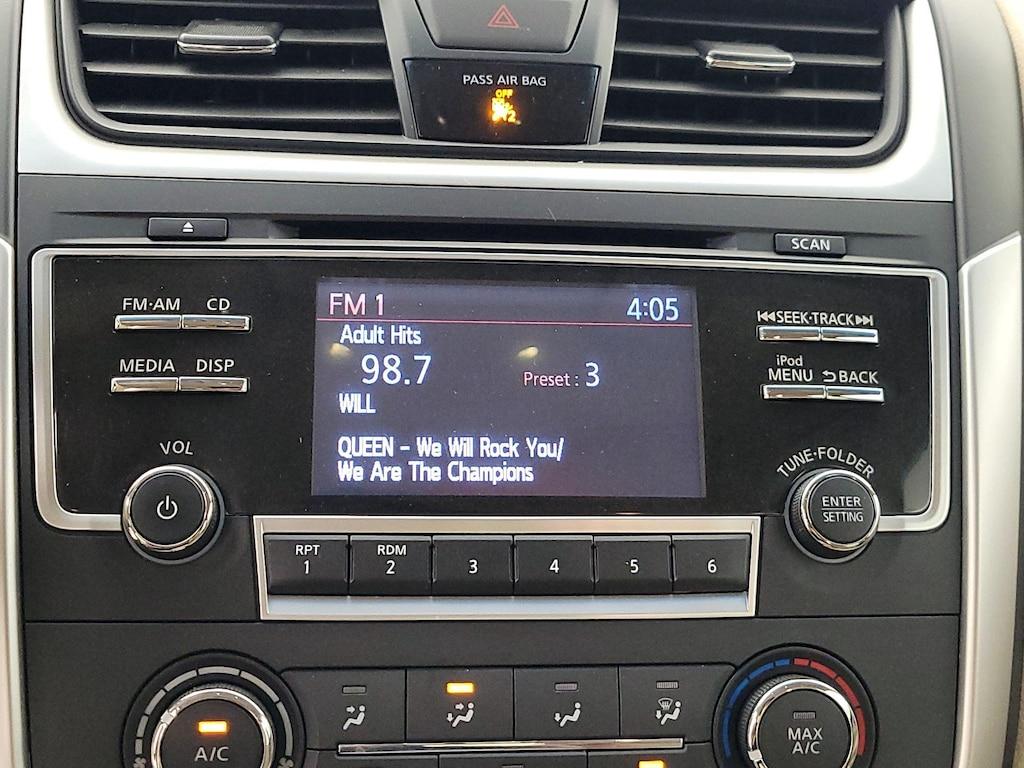 PASS AIR BAG
OFF
SCAN
FM·AM CD
MEDIA DISP
VOL
FM 1 4:05
Adult Hits
98.7 Preset : 3
WILL
QUEEN - We Will Rock You/
We Are The Champions
SEEK·TRACK
iPod
MENU BACK
TUNE·FOLDER
ENTER
SETTING
RPT RDM
1 2 3 4 5 6
A/C
MAX
A/C